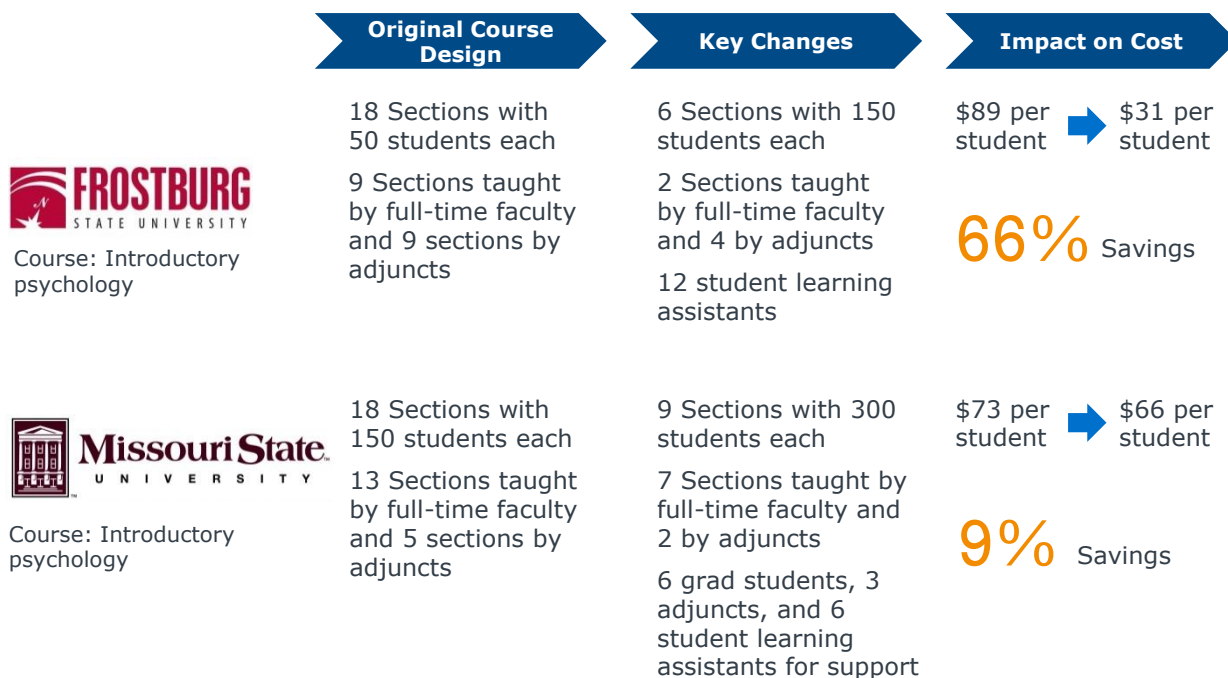 Original Course
Design
Key Changes
Impact on Cost
FROSTBURG
STATE UNIVERSITY
Course: Introductory
psychology
18 Sections with
50 students each
9 Sections taught
by full-time faculty
and 9 sections by
adjuncts
6 Sections with 150
students each
2 Sections taught
by full-time faculty
and 4 by adjuncts
12 student learning
assistants
$89 per
student
$31 per
student
66% Savings
Missouri State™
UNIVERSITY
Course: Introductory
psychology
18 Sections with
150 students each
13 Sections taught
by full-time faculty
and 5 sections by
adjuncts
9 Sections with 300
students each
7 Sections taught by
full-time faculty and
2 by adjuncts
6 grad students, 3
adjuncts, and 6
student learning
assistants for support
$73 per
student
$66 per
student
9% Savings